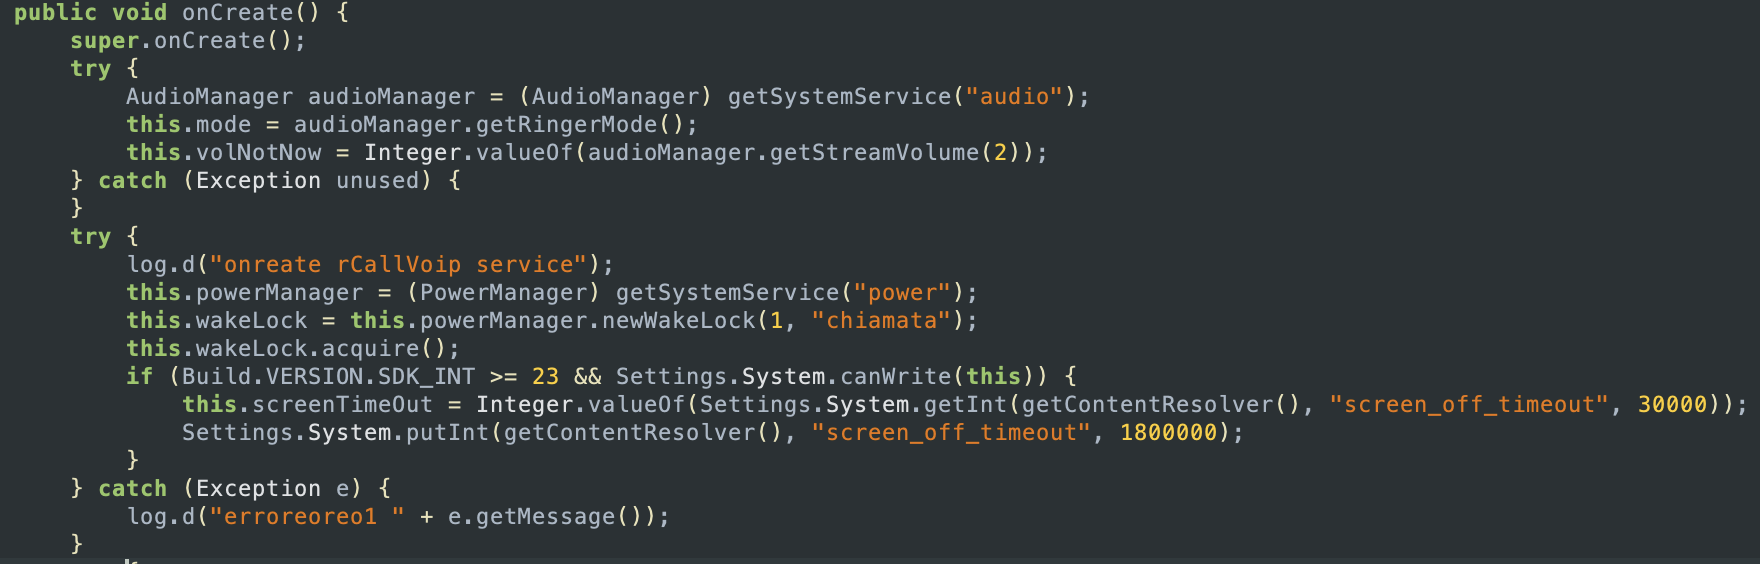 public void onCreate() {
    super.onCreate();
    try {
        AudioManager audioManager = (AudioManager) getSystemService("audio");
        this.mode = audioManager.getRingerMode();
        this.volNotNow = Integer.valueOf(audioManager.getStreamVolume(2));
    } catch (Exception unused) {
    }
    try {
        log.d("onreate rCallVoip service");
        this.powerManager = (PowerManager) getSystemService("power");
        this.wakeLock = this.powerManager.newWakeLock(1, "chiamata");
        this.wakeLock.acquire();
        if (Build.VERSION.SDK_INT >= 23 && Settings.System.canWrite(this)) {
            this.screenTimeOut = Integer.valueOf(Settings.System.getInt(getContentResolver(), "screen_off_timeout", 30000));
            Settings.System.putInt(getContentResolver(), "screen_off_timeout", 1800000);
        }
    } catch (Exception e) {
        log.d("erroreoreo1 " + e.getMessage());
    }